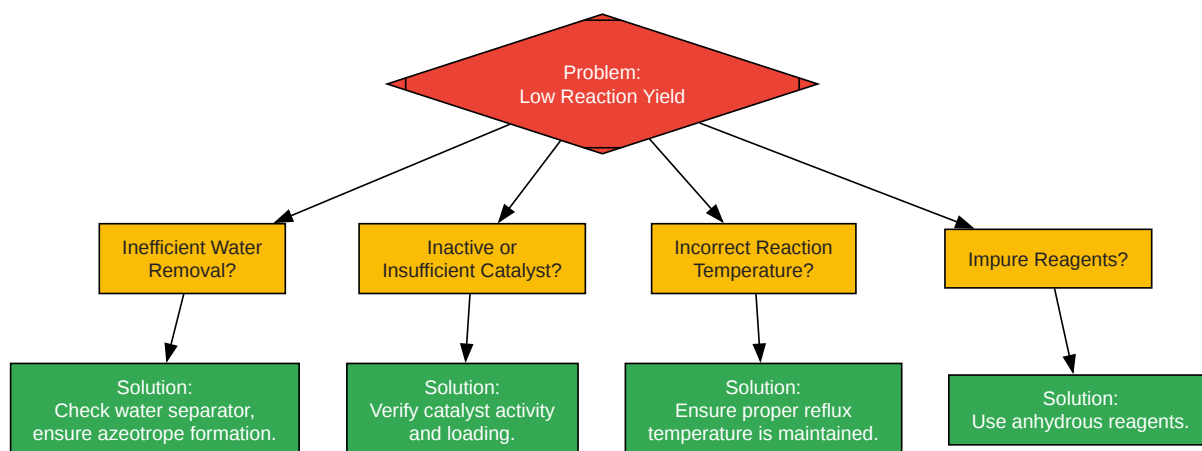 Problem:
Low Reaction Yield
Inefficient Water
Removal?
Inactive or
Insufficient Catalyst?
Incorrect Reaction
Temperature?
Impure Reagents?
Solution:
Check water separator,
ensure azeotrope formation.
Solution:
Verify catalyst activity
and loading.
Solution:
Ensure proper reflux
temperature is maintained.
Solution:
Use anhydrous reagents.